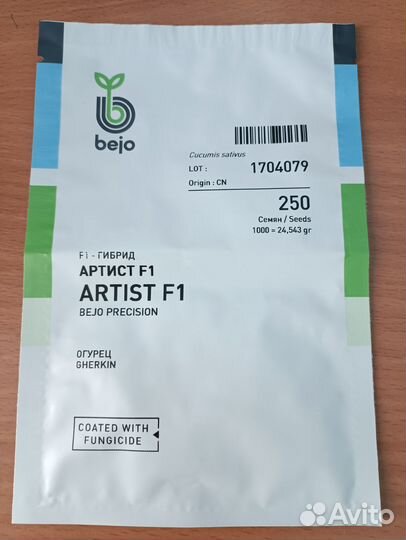 bejo
Cucumis sativus
LOT : 1704079
Origin : CN
250
Семян / Seeds
1000 = 24,543 gr
F1 - ГИБРИД
АРТИСТ F1
ARTIST F1
BEJO PRECISION
ОГУРЕЦ
GHERKIN
COATED WITH
FUNGICIDE
Avito